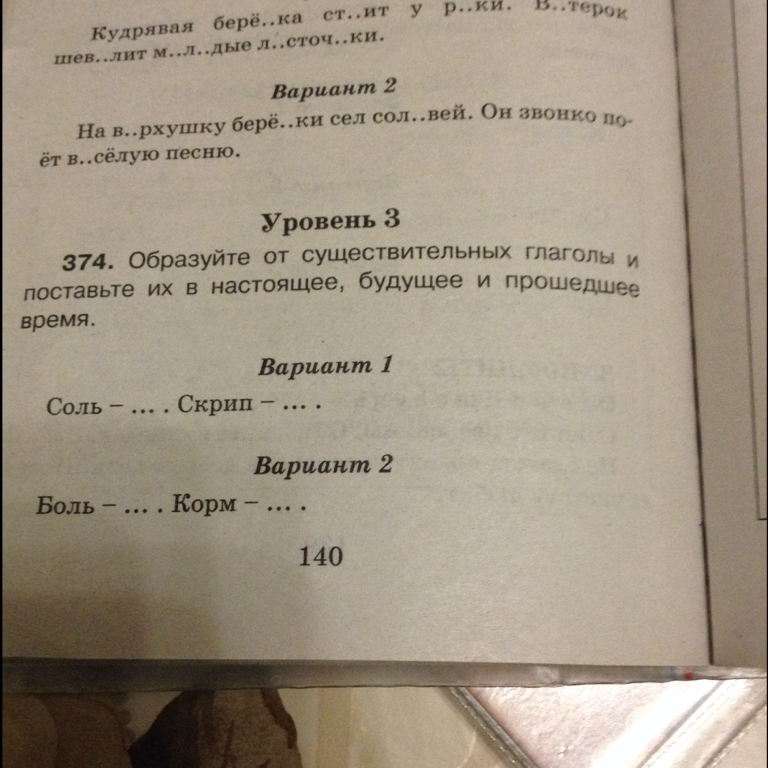 Кудрявая берё..ка ст..ит у р..ки. В..терок
шев..лит м..л..дые л..сточ..ки.
Вариант 2
На в..рхушку берё..ки сел сол..вей. Он звонко по-
ёт в..сёлую песню.
Уровень 3
374. Образуйте от существительных глаголы и
поставьте их в настоящее, будущее и прошедшее
время.
Вариант 1
Соль – ... . Скрип – ... .
Вариант 2
Боль – ... . Корм – ... .
140